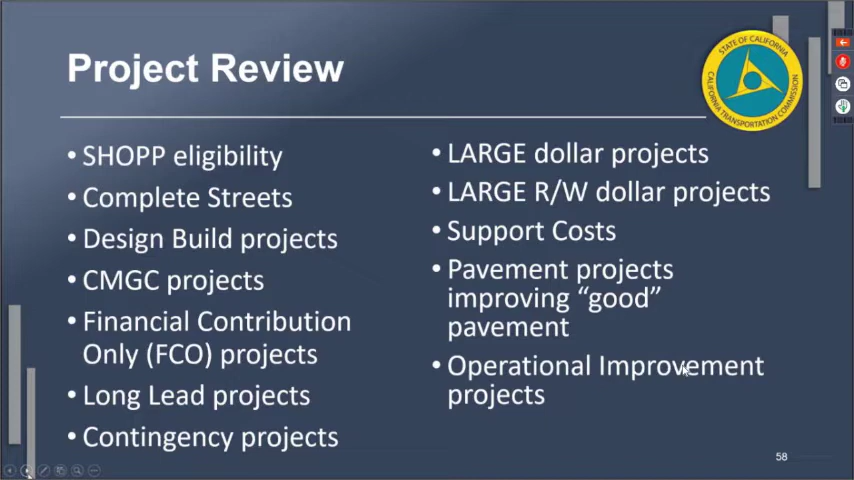 Project Review
STATE OF CALIFORNIA
CALIFORNIA TRANSPORTATION COMMISSION
• SHOPP eligibility
• Complete Streets
• Design Build projects
• CMGC projects
• Financial Contribution
Only (FCO) projects
• Long Lead projects
• Contingency projects
• LARGE dollar projects
• LARGE R/W dollar projects
• Support Costs
• Pavement projects
improving “good”
pavement
• Operational Improvement
projects
58